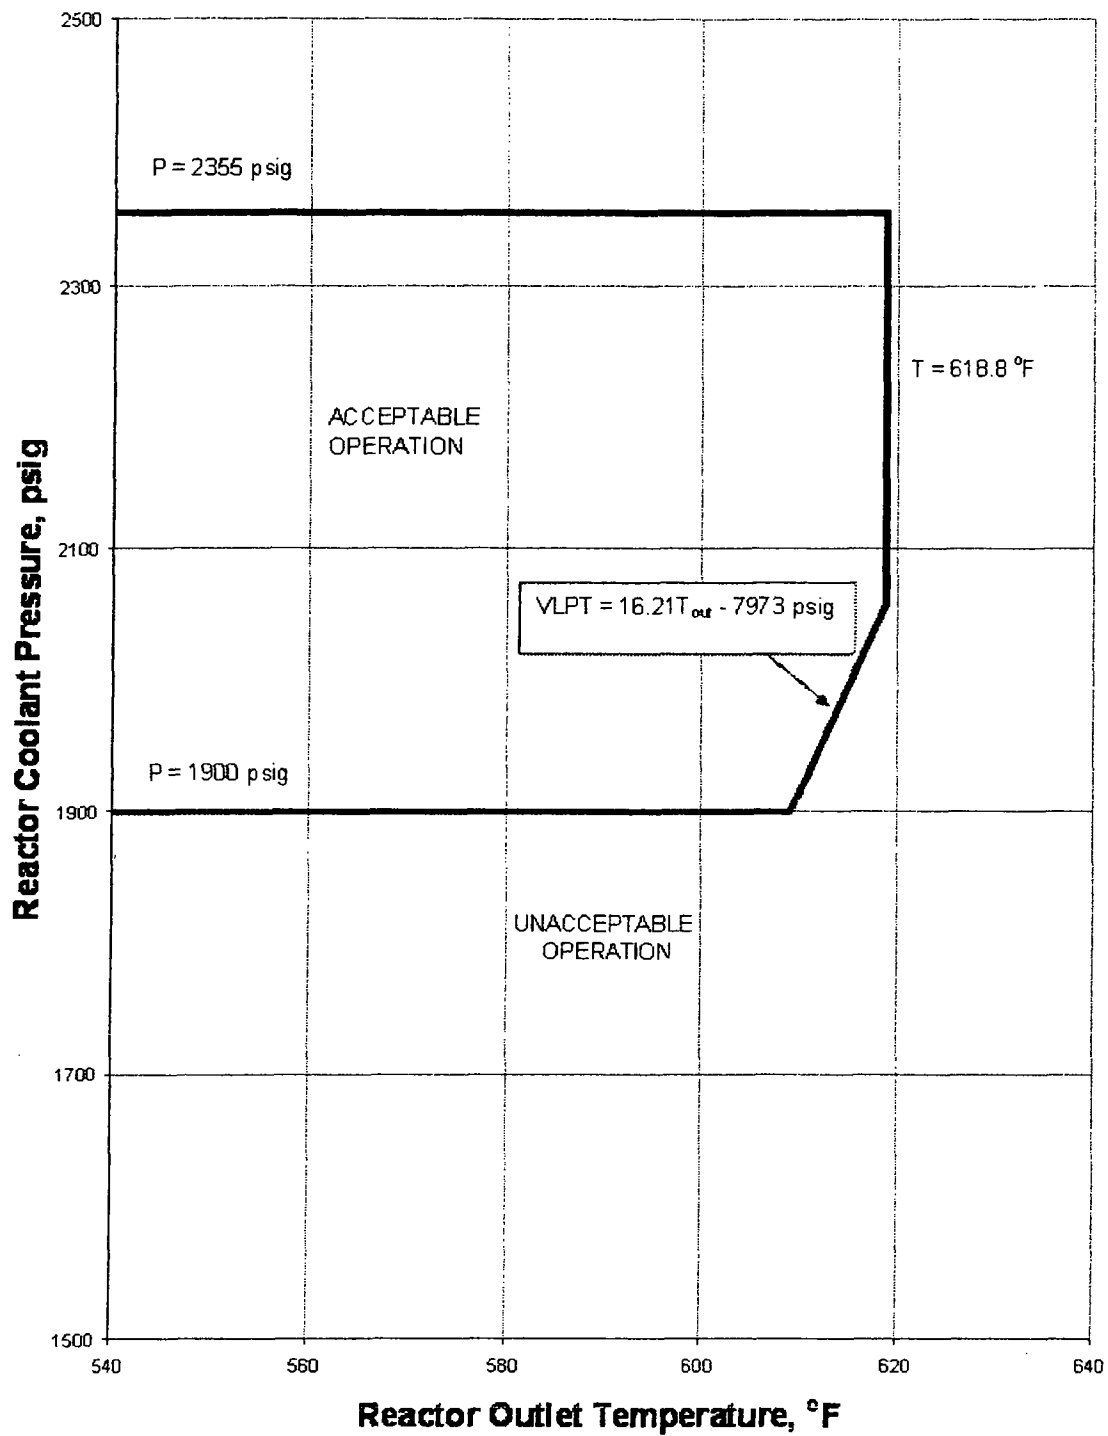 2500
P = 2355 psig
2300
T = 618.8 °F
ACCEPTABLE
OPERATION
Reactor Coolant Pressure, psig
2100
VLPT = 16.21Tout - 7973 psig
P = 1900 psig
1900
UNACCEPTABLE
OPERATION
1700
1500
540 560 580 600 620 640
Reactor Outlet Temperature, °F